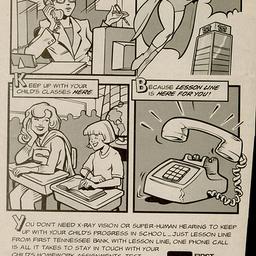 KEEP UP WITH YOUR
CHILD'S CLASSES HERE.
BECAUSE LESSON LINE
IS HERE FOR YOU!
YOU DON'T NEED X-RAY VISION OR SUPER-HUMAN HEARING TO KEEP
UP WITH YOUR CHILD'S PROGRESS IN SCHOOL, JUST LESSON LINE
FROM FIRST TENNESSEE BANK. WITH LESSON LINE, ONE PHONE CALL
IS ALL IT TAKES TO STAY IN TOUCH WITH YOUR
CHILD'S HOMEWORK ASSIGNMENTS, TEST
FIRST